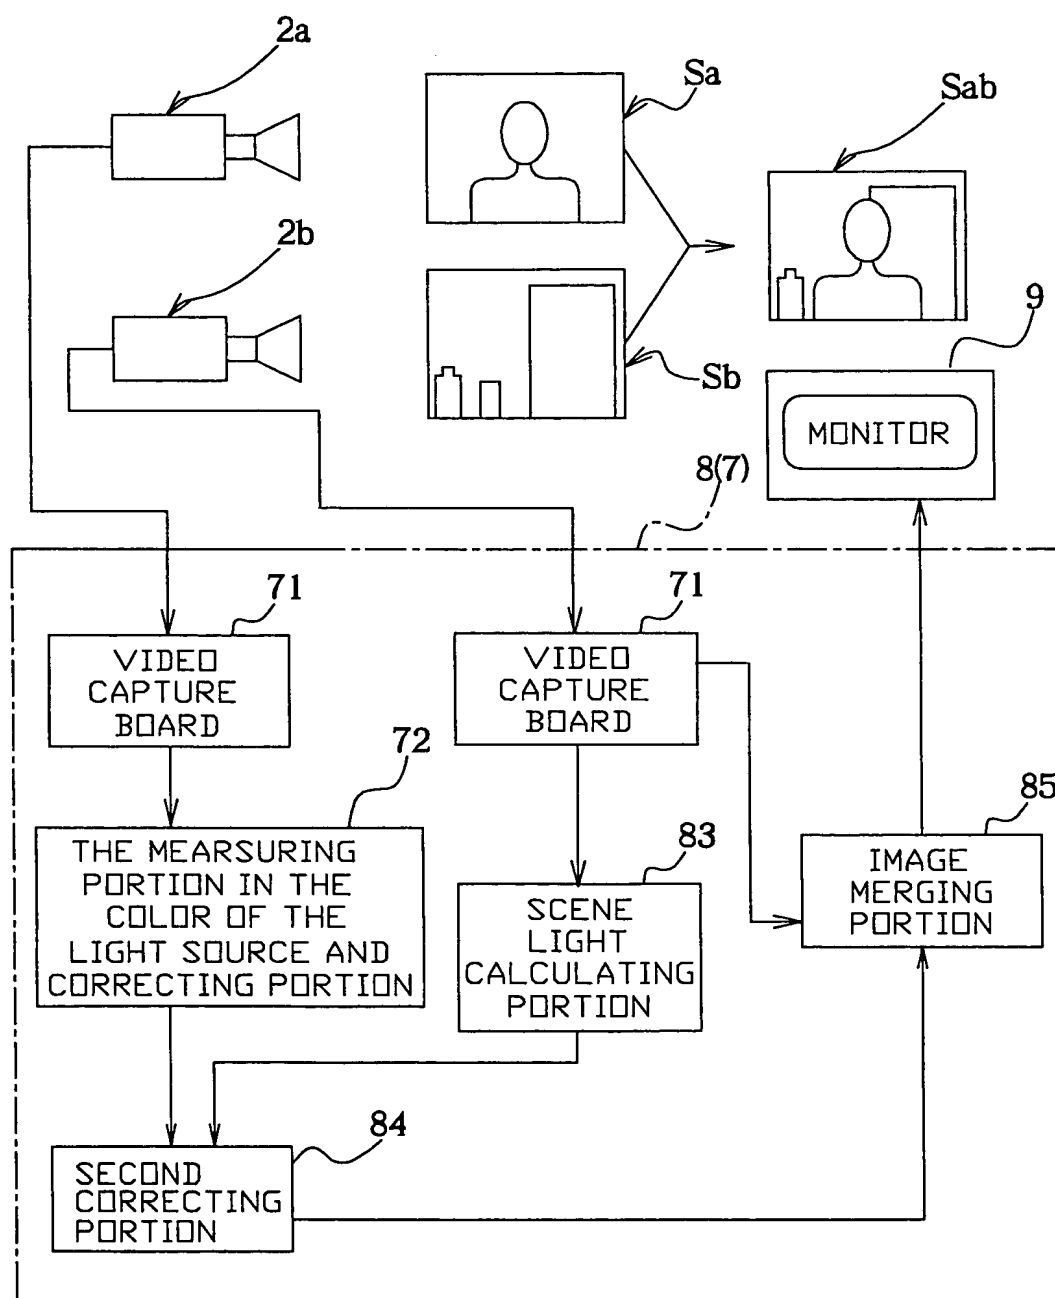 2a
Sa
Sab
2b
Sb
9
MONITOR
8(7)
71
VIDEO
CAPTURE
BOARD
71
VIDEO
CAPTURE
BOARD
72
THE MEARSURING
PORTION IN THE
COLOR OF THE
LIGHT SOURCE AND
CORRECTING PORTION
83
SCENE
LIGHT
CALCULATING
PORTION
85
IMAGE
MERGING
PORTION
84
SECOND
CORRECTING
PORTION